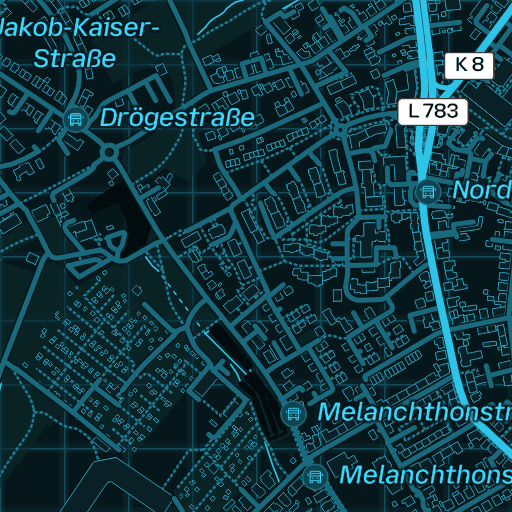 Jakob-Kaiser-
Straße
K 8
L 783
Drögestraße
Nord
Melanchthonstr
Melanchthons